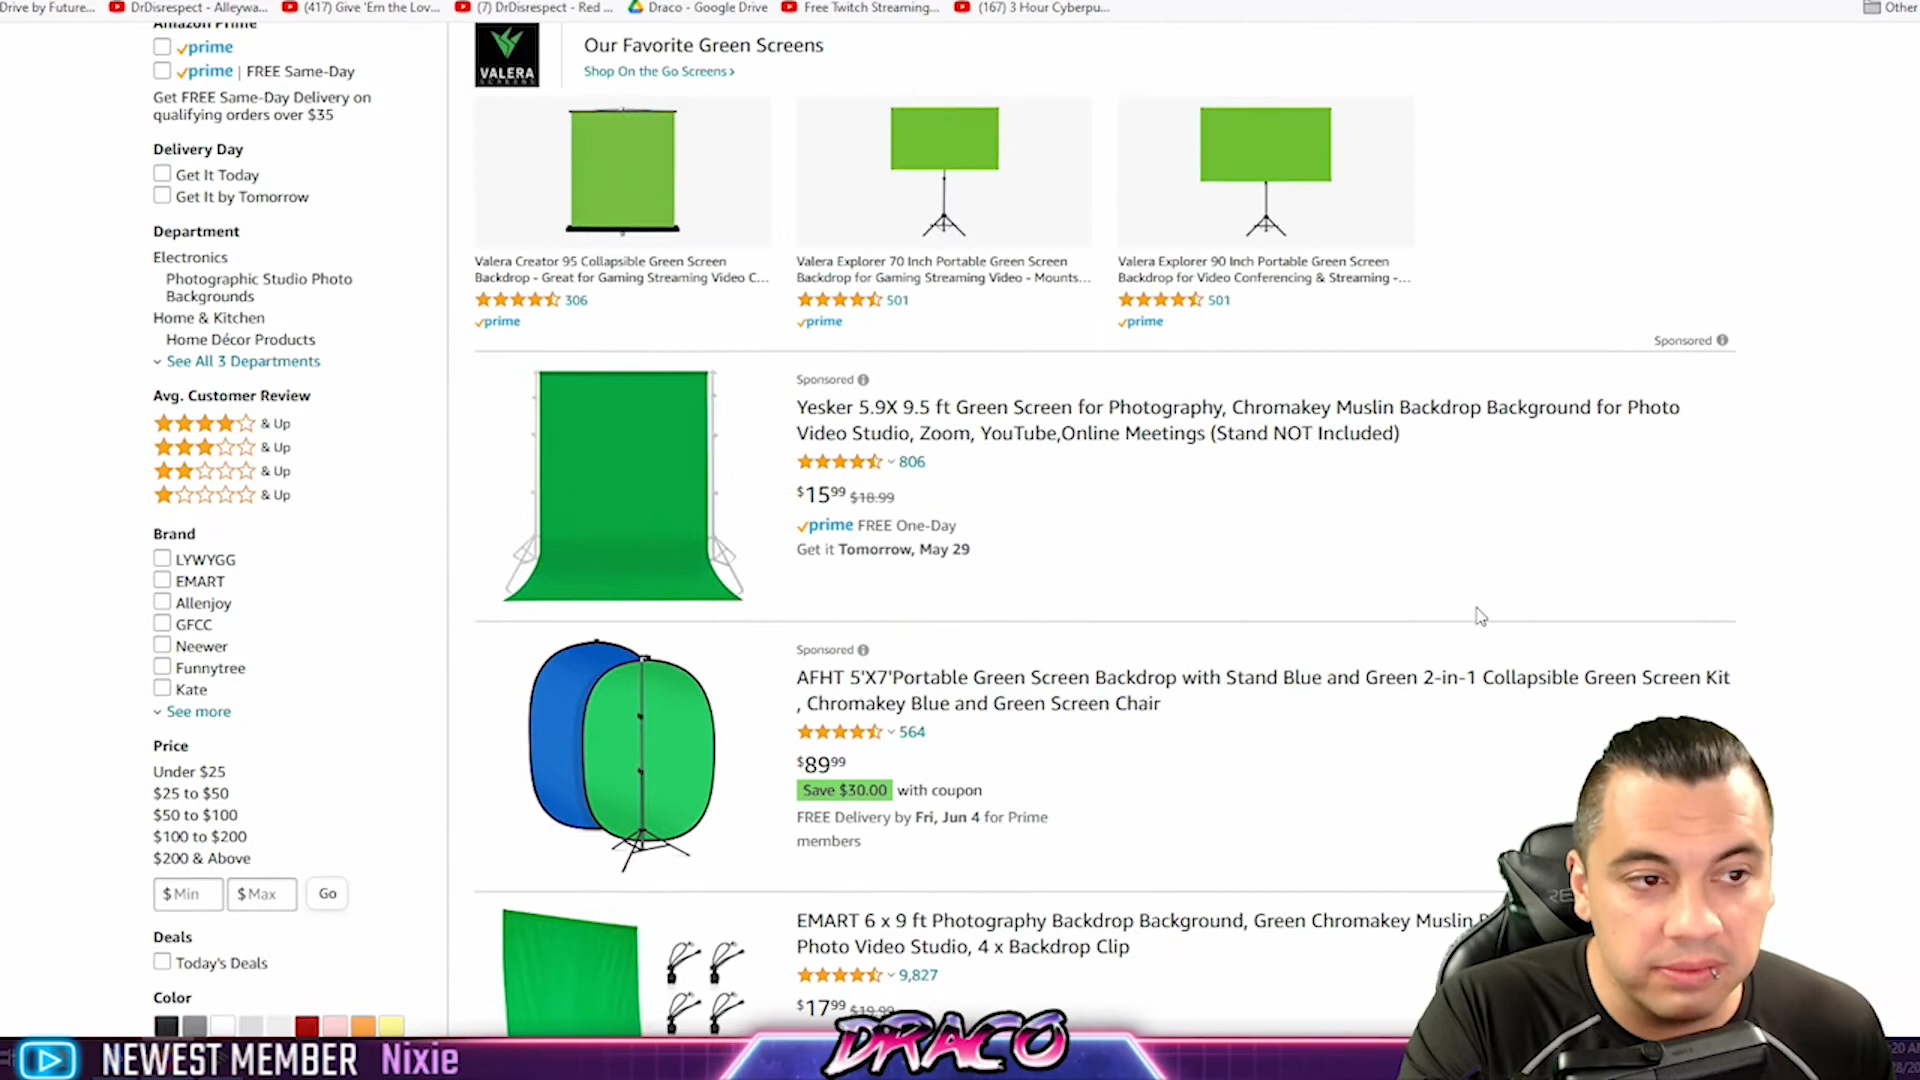 Drive by Future... DrDisrespect - Alleywa... (417) Give 'Em the Lov... (7) DrDisrespect - Red ... Draco - Google Drive Free Twitch Streaming... (167) 3 Hour Cyberpu... Other
Amazon Prime
prime
prime | FREE Same-Day
Get FREE Same-Day Delivery on
qualifying orders over $35
Delivery Day
Get It Today
Get It by Tomorrow
Department
Electronics
Photographic Studio Photo
Backgrounds
Home & Kitchen
Home Décor Products
See All 3 Departments
Avg. Customer Review
& Up
& Up
& Up
& Up
Brand
LYWYGG
EMART
Allenjoy
GFCC
Neewer
Funnytree
Kate
See more
Price
Under $25
$25 to $50
$50 to $100
$100 to $200
$200 & Above
$ Min $ Max Go
Deals
Today's Deals
Color
VALERA
SCREENS
Our Favorite Green Screens
Shop On the Go Screens ›
Valera Creator 95 Collapsible Green Screen
Backdrop - Great for Gaming Streaming Video C...
306
prime
Valera Explorer 70 Inch Portable Green Screen
Backdrop for Gaming Streaming Video - Mounts...
501
prime
Valera Explorer 90 Inch Portable Green Screen
Backdrop for Video Conferencing & Streaming -...
501
prime
Sponsored
Sponsored
Yesker 5.9X 9.5 ft Green Screen for Photography, Chromakey Muslin Backdrop Background for Photo
Video Studio, Zoom, YouTube,Online Meetings (Stand NOT Included)
806
$15.99 $18.99
prime FREE One-Day
Get it Tomorrow, May 29
Sponsored
AFHT 5'X7'Portable Green Screen Backdrop with Stand Blue and Green 2-in-1 Collapsible Green Screen Kit
, Chromakey Blue and Green Screen Chair
564
$89.99
Save $30.00 with coupon
FREE Delivery by Fri, Jun 4 for Prime
members
EMART 6 x 9 ft Photography Backdrop Background, Green Chromakey Muslin
Photo Video Studio, 4 x Backdrop Clip
9,827
$17.99 $19.99
NEWEST MEMBER Nixie
DRACO